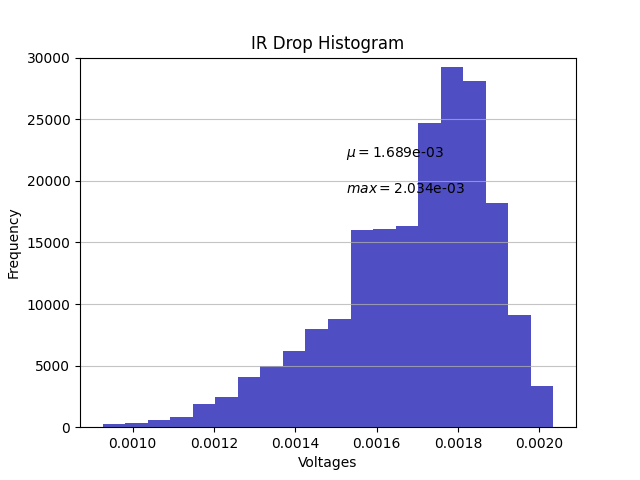 IR Drop Histogram
30000
25000
20000
15000
10000
5000
0
Frequency
μ = 1.689e-03
max = 2.034e-03
0.0010 0.0012 0.0014 0.0016 0.0018 0.0020
Voltages